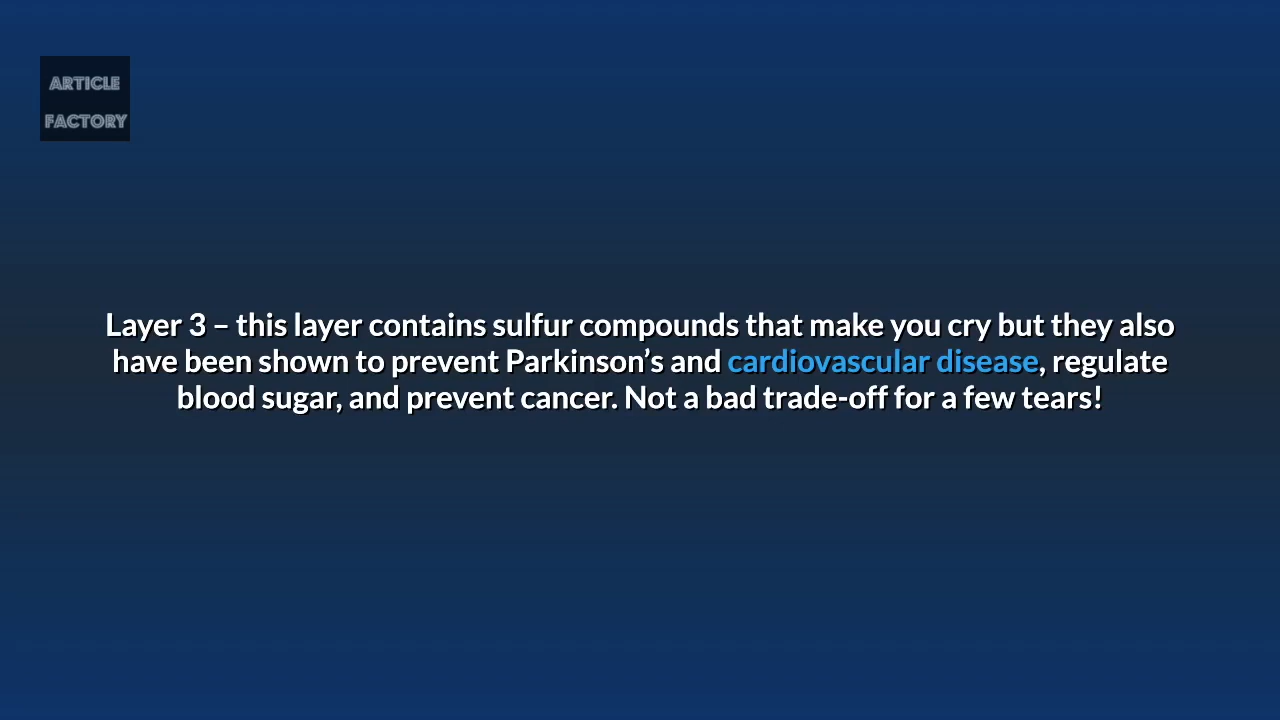 ARTICLE
FACTORY
Layer 3 – this layer contains sulfur compounds that make you cry but they also
have been shown to prevent Parkinson’s and cardiovascular disease, regulate
blood sugar, and prevent cancer. Not a bad trade-off for a few tears!